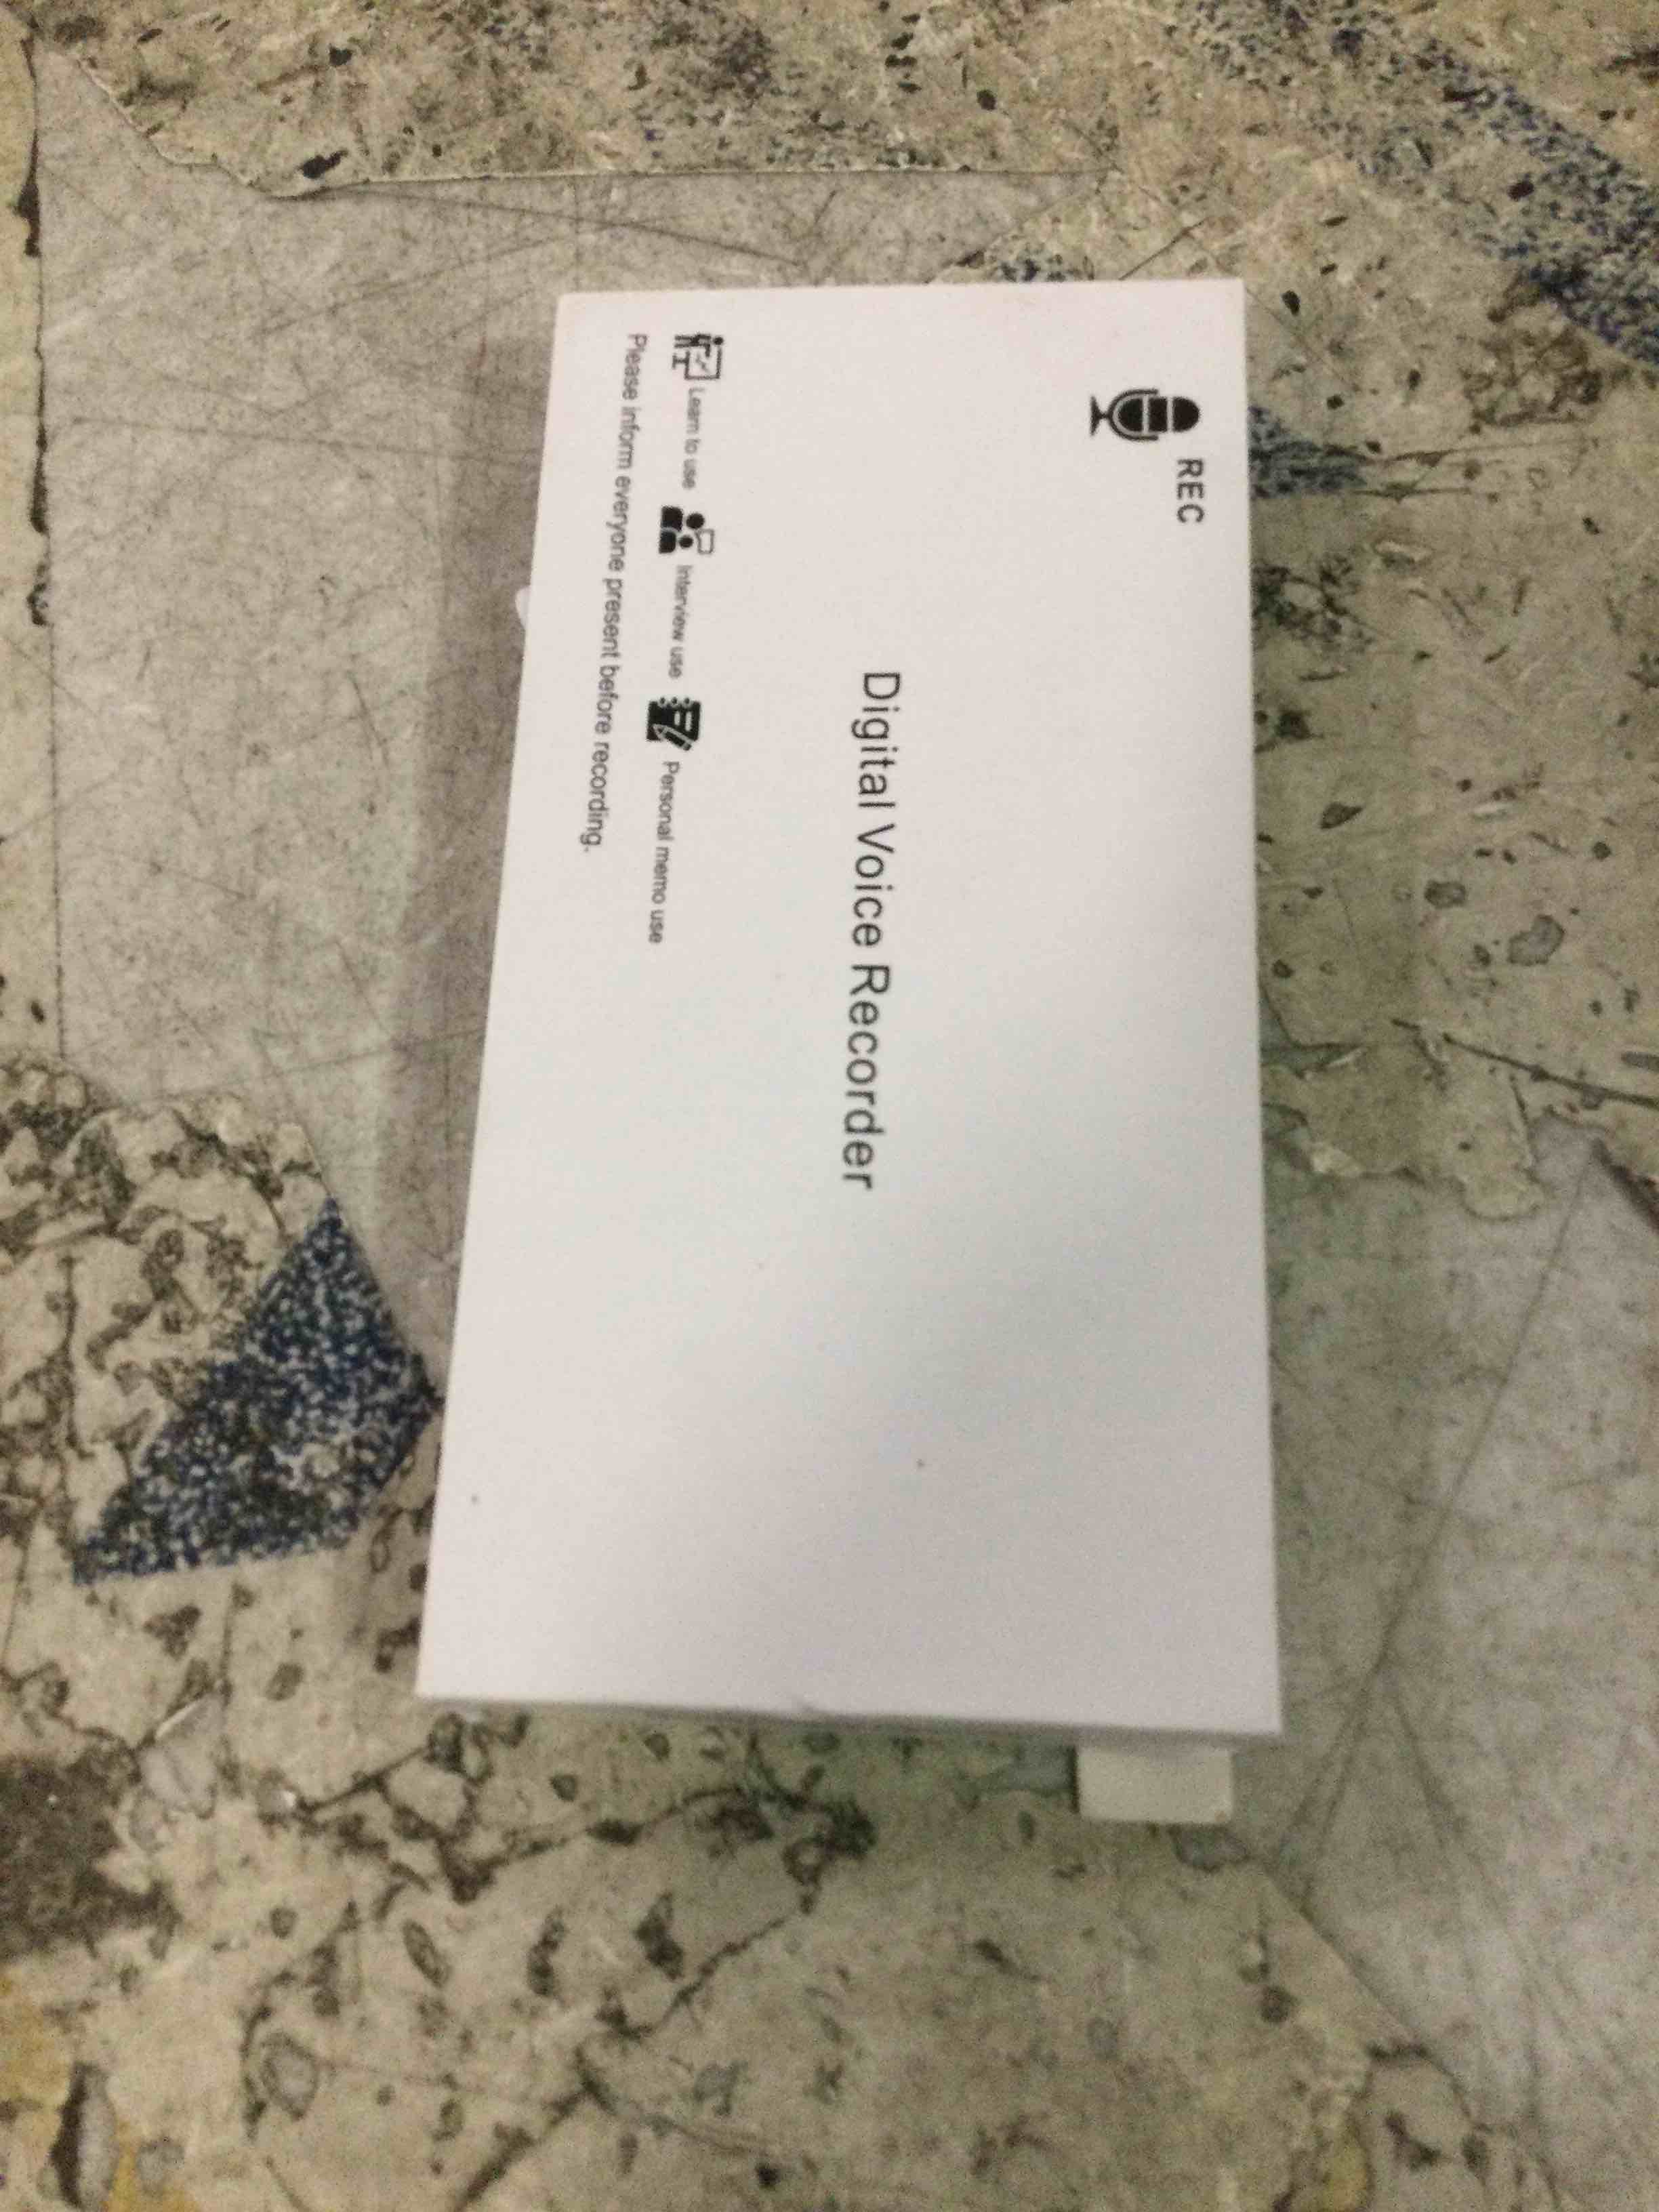 REC
Digital Voice Recorder
Learn to use Interview use Personal memo use
Please inform everyone present before recording.